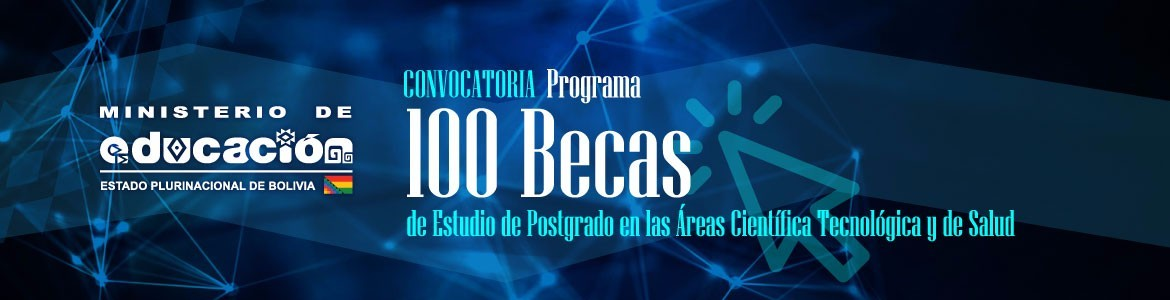 MINISTERIO DE
educación
ESTADO PLURINACIONAL DE BOLIVIA
CONVOCATORIA Programa
100 Becas
de Estudio de Postgrado en las Áreas Científica Tecnológica y de Salud